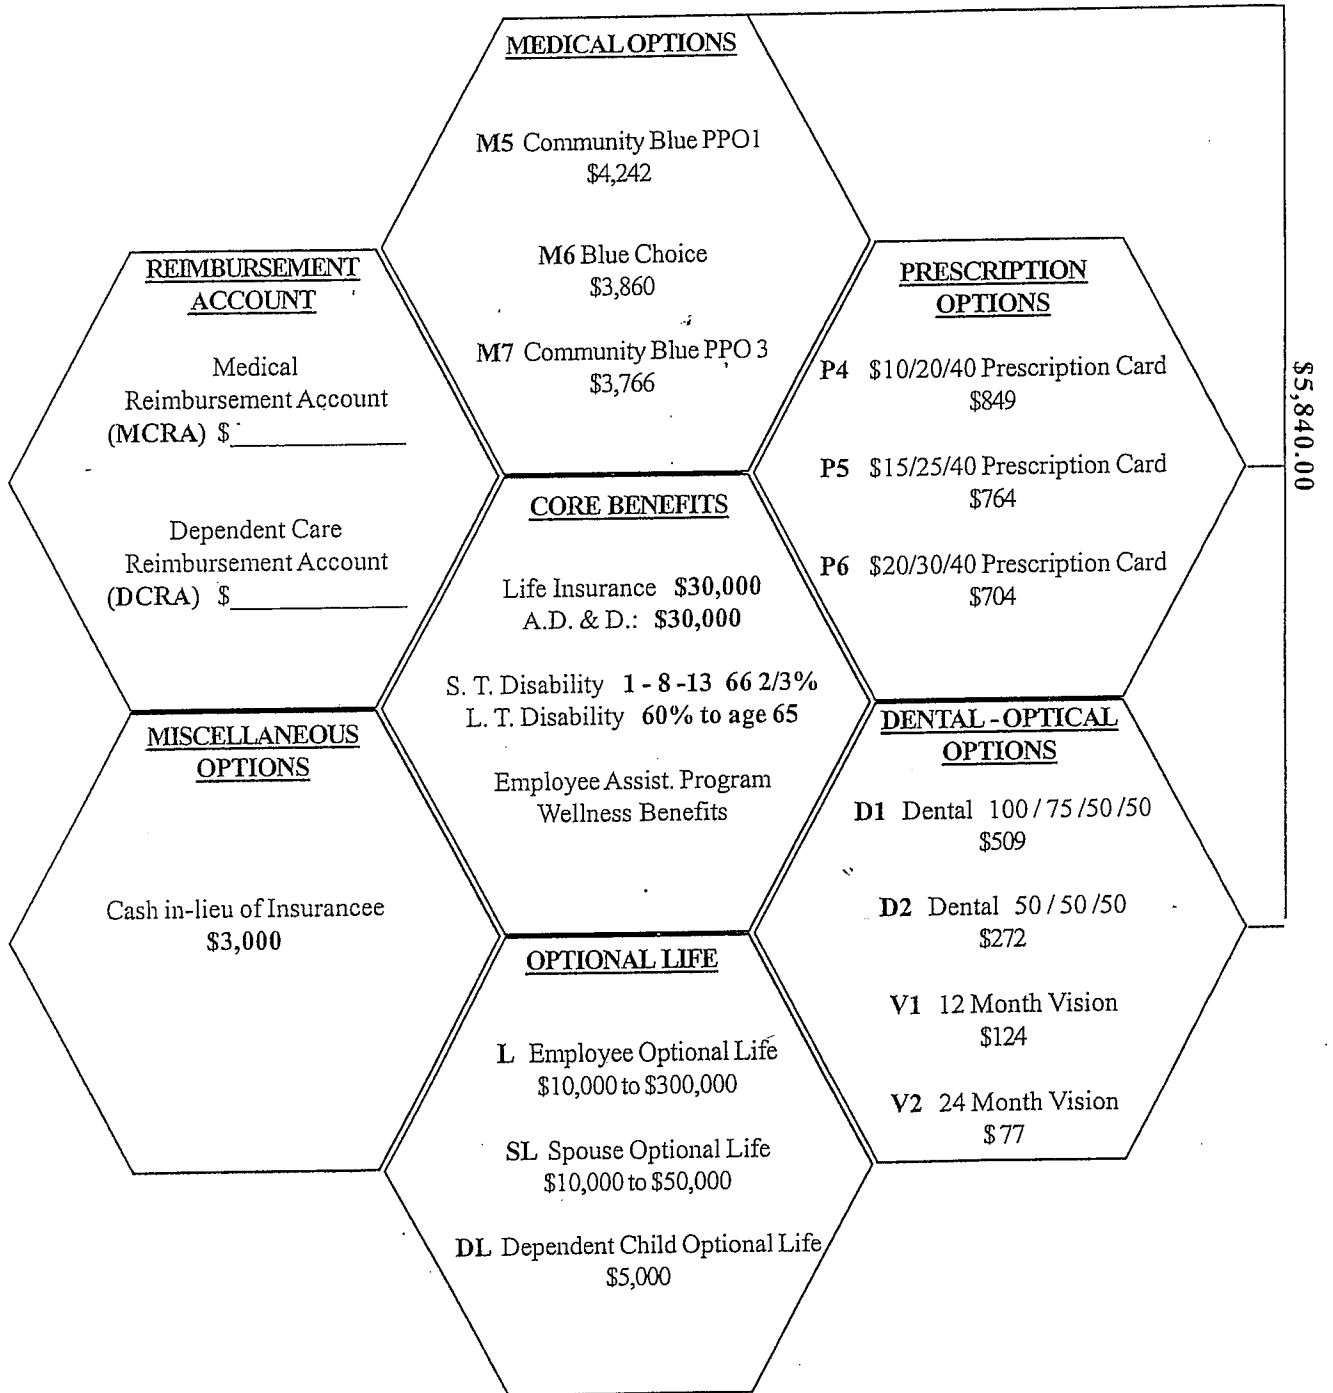 MEDICAL OPTIONS
M5 Community Blue PPO1
$4,242
M6 Blue Choice
$3,860
M7 Community Blue PPO 3
$3,766
REIMBURSEMENT
ACCOUNT
Medical
Reimbursement Account
(MCRA) $
Dependent Care
Reimbursement Account
(DCRA) $
PRESCRIPTION
OPTIONS
P4 $10/20/40 Prescription Card
$849
P5 $15/25/40 Prescription Card
$764
P6 $20/30/40 Prescription Card
$704
$5,840.00
CORE BENEFITS
Life Insurance $30,000
A.D. & D.: $30,000
S. T. Disability 1 - 8 -13 66 2/3%
L. T. Disability 60% to age 65
Employee Assist. Program
Wellness Benefits
MISCELLANEOUS
OPTIONS
Cash in-lieu of Insurancee
$3,000
DENTAL - OPTICAL
OPTIONS
D1 Dental 100 / 75 /50 /50
$509
D2 Dental 50 / 50 /50
$272
V1 12 Month Vision
$124
V2 24 Month Vision
$ 77
OPTIONAL LIFE
L Employee Optional Life
$10,000 to $300,000
SL Spouse Optional Life
$10,000 to $50,000
DL Dependent Child Optional Life
$5,000